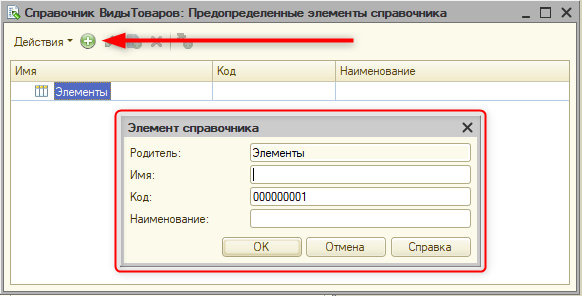 Справочник ВидыТоваров: Предопределенные элементы справочника
Действия
Имя Код Наименование
Элементы
Элемент справочника
Родитель: Элементы
Имя:
Код: 000000001
Наименование:
OK Отмена Справка